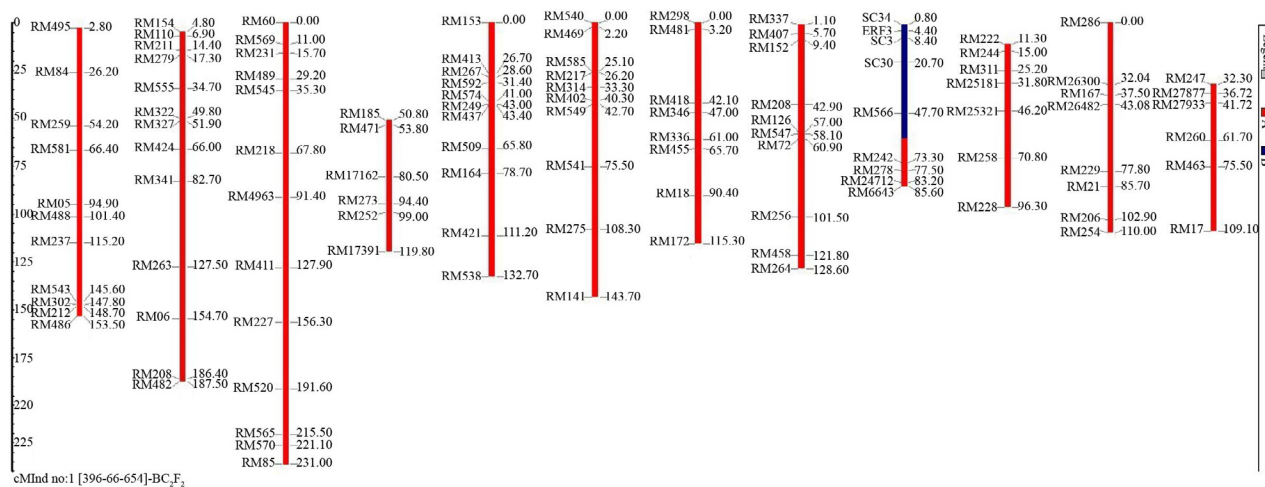 0
25
50
75
100
125
150
175
200
225
RM495 2.80
RM84 26.20
RM259 54.20
RM581 66.40
RM05 94.90
RM488 101.40
RM237 115.20
RM543 145.60
RM302 147.80
RM212 148.70
RM486 153.50
RM154 4.80
RM110 6.90
RM211 14.40
RM279 17.30
RM555 34.70
RM322 49.80
RM327 51.90
RM424 66.00
RM341 82.70
RM263 127.50
RM06 154.70
RM208 186.40
RM482 187.50
RM60 0.00
RM569 11.00
RM231 15.70
RM489 29.20
RM545 35.30
RM218 67.80
RM4963 91.40
RM411 127.90
RM227 156.30
RM520 191.60
RM565 215.50
RM570 221.10
RM85 231.00
RM185 50.80
RM471 53.80
RM17162 80.50
RM273 94.40
RM252 99.00
RM17391 119.80
RM153 0.00
RM413 26.70
RM267 28.60
RM592 31.40
RM574 41.00
RM249 43.00
RM437 43.40
RM509 65.80
RM164 78.70
RM421 111.20
RM538 132.70
RM540 0.00
RM469 2.20
RM585 25.10
RM217 26.20
RM314 33.30
RM402 40.30
RM549 42.70
RM541 75.50
RM275 108.30
RM141 143.70
RM298 0.00
RM481 3.20
RM418 42.10
RM346 47.00
RM336 61.00
RM455 65.70
RM18 90.40
RM172 115.30
RM337 1.10
RM407 5.70
RM152 9.40
RM208 42.90
RM126 57.00
RM547 58.10
RM72 60.90
RM256 101.50
RM458 121.80
RM264 128.60
SC34 0.80
ERF3 4.40
SC3 8.40
SC30 20.70
RM566 47.70
RM242 73.30
RM278 77.50
RM24712 83.20
RM6643 85.60
RM222 11.30
RM244 15.00
RM311 25.20
RM25181 31.80
RM25321 46.20
RM258 70.80
RM228 96.30
RM286 0.00
RM26300 32.04
RM167 37.50
RM26482 43.08
RM229 77.80
RM21 85.70
RM206 102.90
RM254 110.00
RM247 32.30
RM27877 36.72
RM27933 41.72
RM260 61.70
RM463 75.50
RM17 109.10
cMInd no:1 [396-66-654]-BC₂F₂